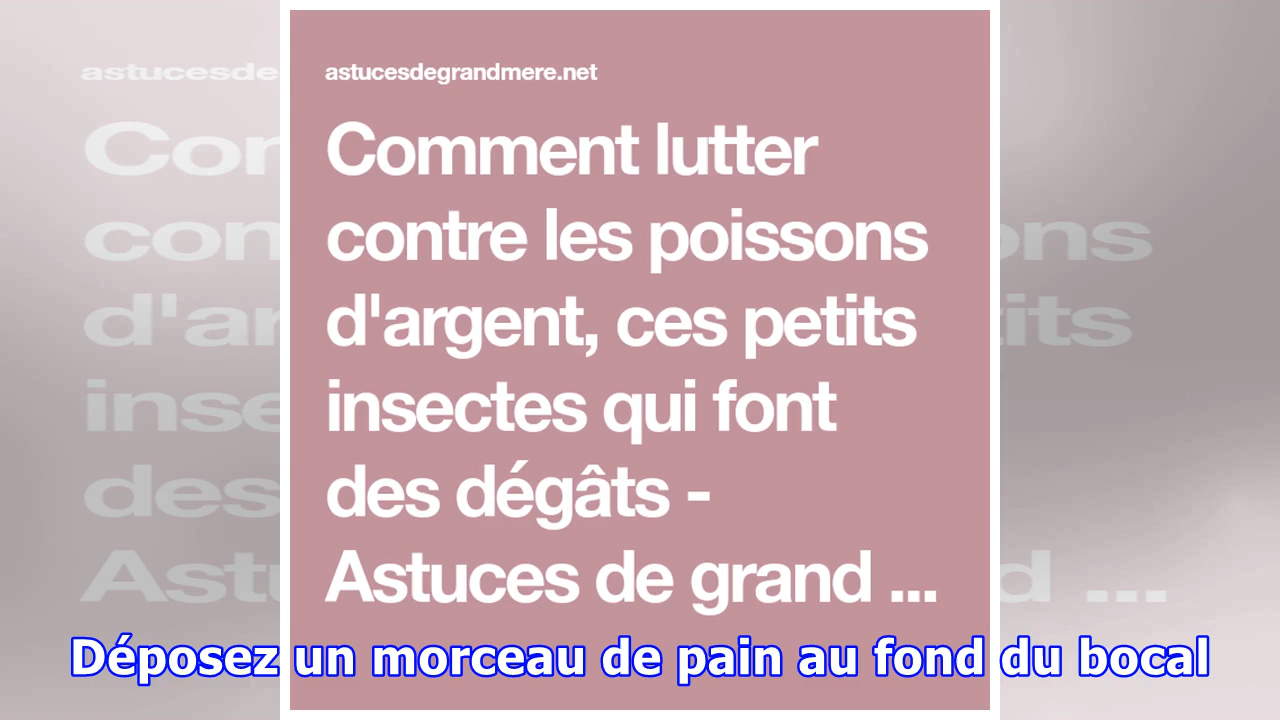 astucesdegrandmere.net
Comment lutter
contre les poissons
d'argent, ces petits
insectes qui font
des dégâts -
Astuces de grand ...
Déposez un morceau de pain au fond du bocal